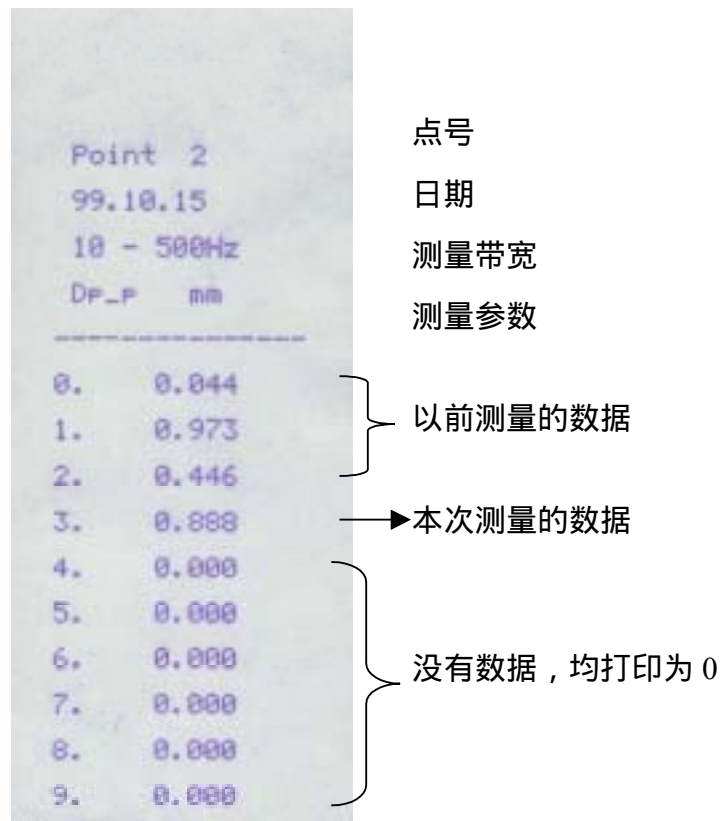 Point 2
点号
99.10.15
日期
10 - 500Hz
测量带宽
Dp_p mm
测量参数
------------------
0. 0.044
1. 0.973
以前测量的数据
2. 0.446
3. 0.888
本次测量的数据
4. 0.000
5. 0.000
6. 0.000
没有数据，均打印为 0
7. 0.000
8. 0.000
9. 0.000